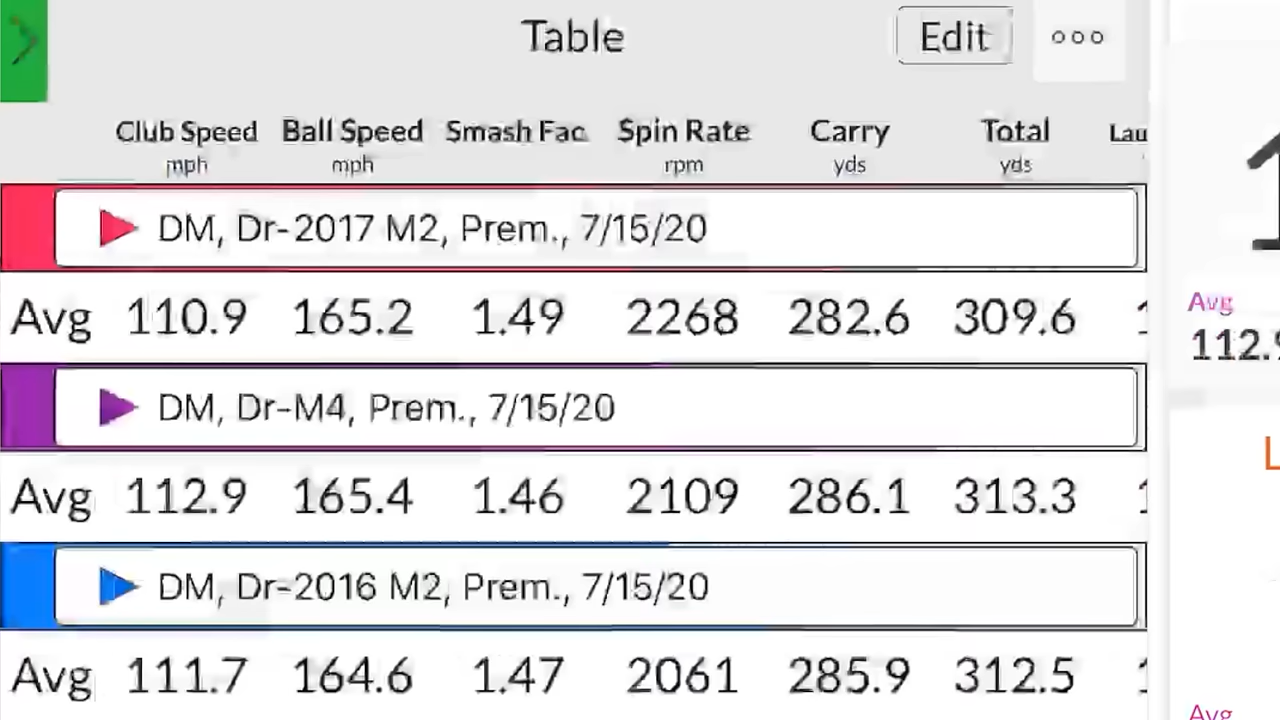 Table
Edit
Club Speed Ball Speed Smash Fac Spin Rate Carry Total Lau
mph mph rpm yds yds
DM, Dr-2017 M2, Prem., 7/15/20
Avg 110.9 165.2 1.49 2268 282.6 309.6
Avg
112.9
DM, Dr-M4, Prem., 7/15/20
Avg 112.9 165.4 1.46 2109 286.1 313.3
DM, Dr-2016 M2, Prem., 7/15/20
Avg 111.7 164.6 1.47 2061 285.9 312.5
Avg